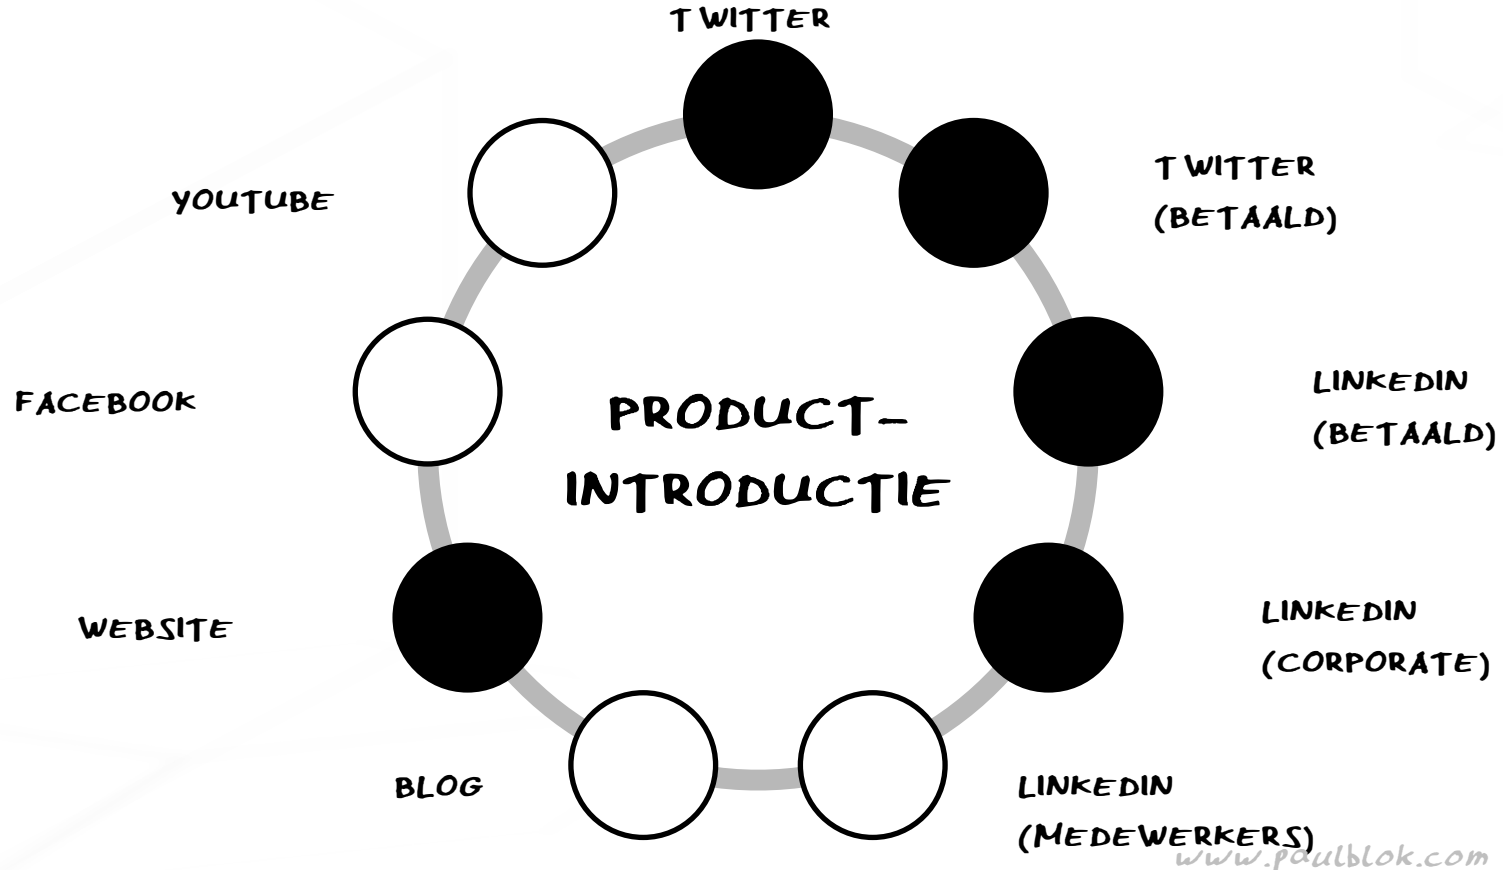 TWITTER
TWITTER
(BETAALD)
YOUTUBE
LINKEDIN
(BETAALD)
FACEBOOK
PRODUCT-
INTRODUCTIE
LINKEDIN
(CORPORATE)
WEBSITE
BLOG
LINKEDIN
(MEDEWERKERS)
www.paulblok.com